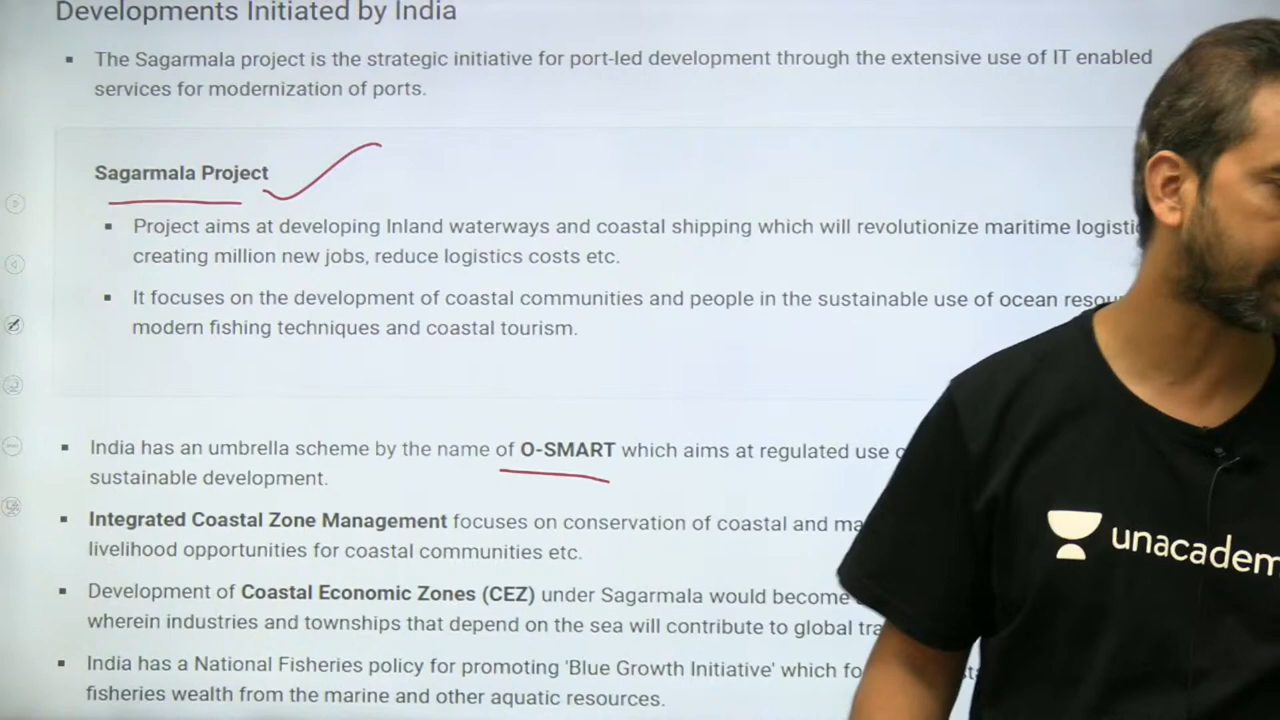 Developments Initiated by India
The Sagarmala project is the strategic initiative for port-led development through the extensive use of IT enabled
services for modernization of ports.
Sagarmala Project
Project aims at developing Inland waterways and coastal shipping which will revolutionize maritime
creating million new jobs, reduce logistics costs etc.
It focuses on the development of coastal communities and people in the sustainable use of ocean
modern fishing techniques and coastal tourism.
India has an umbrella scheme by the name of O-SMART which aims at regulated use
sustainable development.
Integrated Coastal Zone Management focuses on conservation of coastal and
livelihood opportunities for coastal communities etc.
Development of Coastal Economic Zones (CEZ) under Sagarmala would become
wherein industries and townships that depend on the sea will contribute to global
India has a National Fisheries policy for promoting 'Blue Growth Initiative' which
fisheries wealth from the marine and other aquatic resources.
unacadem